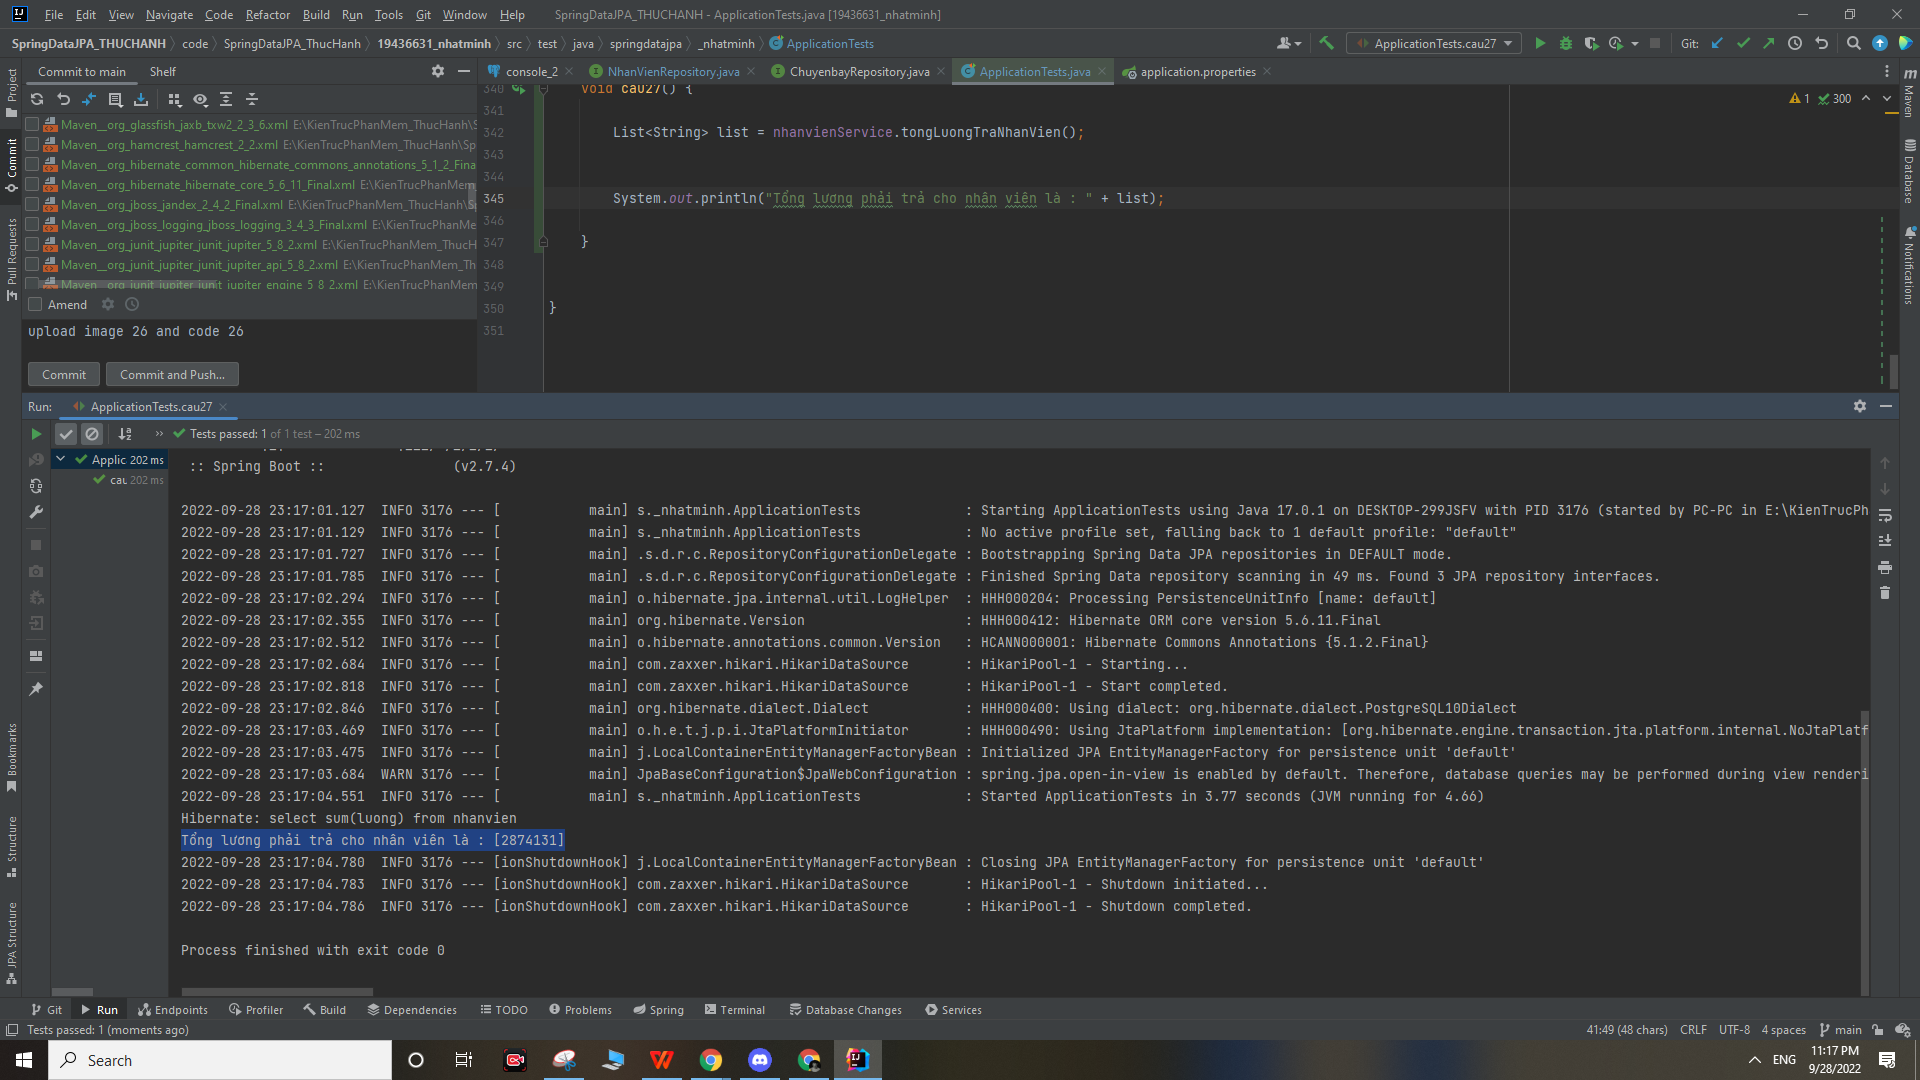 File Edit View Navigate Code Refactor Build Run Tools Git Window Help SpringDataJPA_THUCHANH - ApplicationTests.java [19436631_nhatminh]
SpringDataJPA_THUCHANH code SpringDataJPA_ThucHanh 19436631_nhatminh src test java springdatajpa _nhatminh ApplicationTests ApplicationTests.cau27 Git:
Commit to main Shelf
console_2 NhanVienRepository.java ChuyenbayRepository.java ApplicationTests.java application.properties
Maven__org_glassfish_jaxb_txw2_2_3_6.xml E:\KienTrucPhanMem_ThucHanh\S
Maven__org_hamcrest_hamcrest_2_2.xml E:\KienTrucPhanMem_ThucHanh\Sp
Maven__org_hibernate_common_hibernate_commons_annotations_5_1_2_Fina
Maven__org_hibernate_hibernate_core_5_6_11_Final.xml E:\KienTrucPhanMem
Maven__org_jboss_jandex_2_4_2_Final.xml E:\KienTrucPhanMem_ThucHanh\S
Maven__org_jboss_logging_jboss_logging_3_4_3_Final.xml E:\KienTrucPhanMem
Maven__org_junit_jupiter_junit_jupiter_5_8_2.xml E:\KienTrucPhanMem_ThucH
Maven__org_junit_jupiter_junit_jupiter_api_5_8_2.xml E:\KienTrucPhanMem_Th
Maven__org_junit_jupiter_junit_jupiter_engine_5_8_2.xml E:\KienTrucPhanMem
Amend
upload image 26 and code 26
Commit Commit and Push...
340 void cau27() {
341
342 List<String> list = nhanvienService.tongLuongTraNhanVien();
343
344
345 System.out.println("Tổng lương phải trả cho nhân viên là : " + list);
346
347 }
348
349
350 }
351
1 300
Project
Commit
Pull Requests
Bookmarks
Structure
JPA Structure
Maven
Database
Notifications
Run: ApplicationTests.cau27
Tests passed: 1 of 1 test – 202 ms
Applic 202 ms
cau 202 ms
:: Spring Boot :: (v2.7.4)
2022-09-28 23:17:01.127 INFO 3176 --- [ main] s._nhatminh.ApplicationTests : Starting ApplicationTests using Java 17.0.1 on DESKTOP-299JSFV with PID 3176 (started by PC-PC in E:\KienTrucPh
2022-09-28 23:17:01.129 INFO 3176 --- [ main] s._nhatminh.ApplicationTests : No active profile set, falling back to 1 default profile: "default"
2022-09-28 23:17:01.727 INFO 3176 --- [ main] .s.d.r.c.RepositoryConfigurationDelegate : Bootstrapping Spring Data JPA repositories in DEFAULT mode.
2022-09-28 23:17:01.785 INFO 3176 --- [ main] .s.d.r.c.RepositoryConfigurationDelegate : Finished Spring Data repository scanning in 49 ms. Found 3 JPA repository interfaces.
2022-09-28 23:17:02.294 INFO 3176 --- [ main] o.hibernate.jpa.internal.util.LogHelper : HHH000204: Processing PersistenceUnitInfo [name: default]
2022-09-28 23:17:02.355 INFO 3176 --- [ main] org.hibernate.Version : HHH000412: Hibernate ORM core version 5.6.11.Final
2022-09-28 23:17:02.512 INFO 3176 --- [ main] o.hibernate.annotations.common.Version : HCANN000001: Hibernate Commons Annotations {5.1.2.Final}
2022-09-28 23:17:02.684 INFO 3176 --- [ main] com.zaxxer.hikari.HikariDataSource : HikariPool-1 - Starting...
2022-09-28 23:17:02.818 INFO 3176 --- [ main] com.zaxxer.hikari.HikariDataSource : HikariPool-1 - Start completed.
2022-09-28 23:17:02.846 INFO 3176 --- [ main] org.hibernate.dialect.Dialect : HHH000400: Using dialect: org.hibernate.dialect.PostgreSQL10Dialect
2022-09-28 23:17:03.469 INFO 3176 --- [ main] o.h.e.t.j.p.i.JtaPlatformInitiator : HHH000490: Using JtaPlatform implementation: [org.hibernate.engine.transaction.jta.platform.internal.NoJtaPlatf
2022-09-28 23:17:03.475 INFO 3176 --- [ main] j.LocalContainerEntityManagerFactoryBean : Initialized JPA EntityManagerFactory for persistence unit 'default'
2022-09-28 23:17:03.684 WARN 3176 --- [ main] JpaBaseConfiguration$JpaWebConfiguration : spring.jpa.open-in-view is enabled by default. Therefore, database queries may be performed during view renderi
2022-09-28 23:17:04.551 INFO 3176 --- [ main] s._nhatminh.ApplicationTests : Started ApplicationTests in 3.77 seconds (JVM running for 4.66)
Hibernate: select sum(luong) from nhanvien
Tổng lương phải trả cho nhân viên là : [2874131]
2022-09-28 23:17:04.780 INFO 3176 --- [ionShutdownHook] j.LocalContainerEntityManagerFactoryBean : Closing JPA EntityManagerFactory for persistence unit 'default'
2022-09-28 23:17:04.783 INFO 3176 --- [ionShutdownHook] com.zaxxer.hikari.HikariDataSource : HikariPool-1 - Shutdown initiated...
2022-09-28 23:17:04.786 INFO 3176 --- [ionShutdownHook] com.zaxxer.hikari.HikariDataSource : HikariPool-1 - Shutdown completed.
Process finished with exit code 0
Git Run Endpoints Profiler Build Dependencies TODO Problems Spring Terminal Database Changes Services
Tests passed: 1 (moments ago) 41:49 (48 chars) CRLF UTF-8 4 spaces main
Search ENG 11:17 PM
9/28/2022